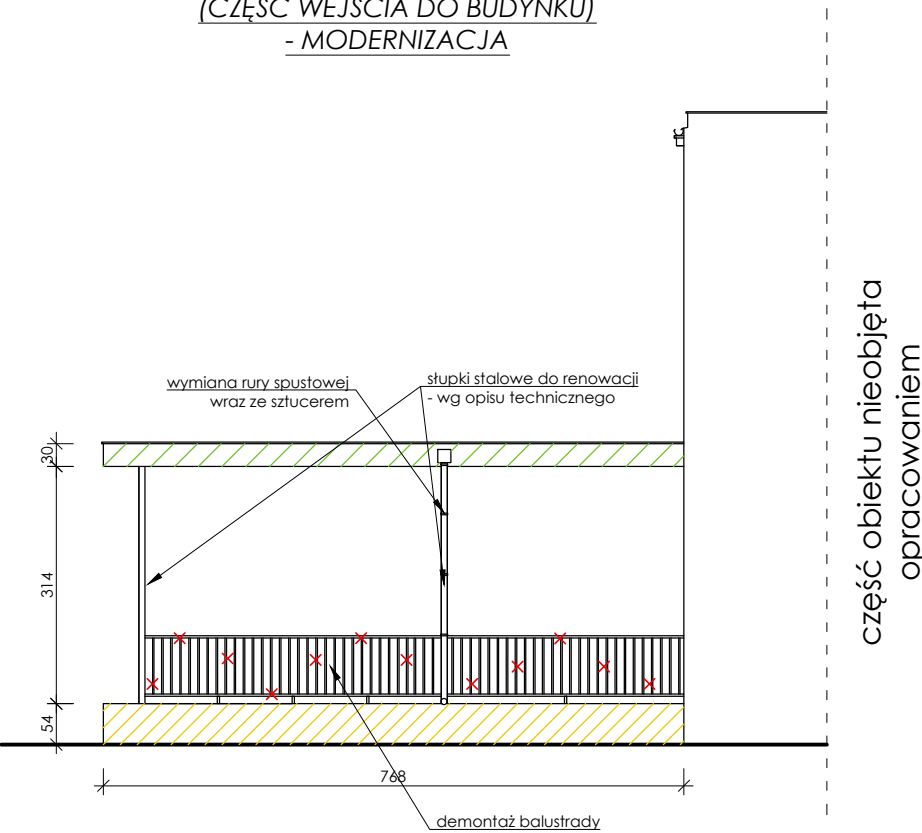 (CZĘŚĆ WEJŚCIA DO BUDYNKU)
- MODERNIZACJA
wymiana rury spustowej
wraz ze sztucerem
słupki stalowe do renowacji
- wg opisu technicznego
30
314
54
768
demontaż balustrady
część obiektu nieobjęta
opracowaniem